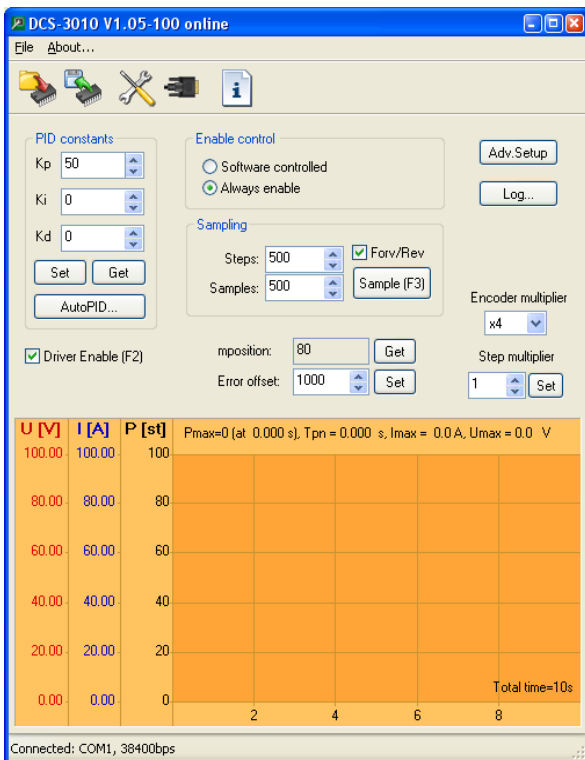 DCS-3010 V1.05-100 online
File About...
PID constants
Kp 50
Ki 0
Kd 0
Set Get
AutoPID...
Driver Enable (F2)
Enable control
Software controlled
Always enable
Sampling
Steps: 500 Forv/Rev
Samples: 500 Sample (F3)
mposition: 80 Get
Error offset: 1000 Set
Adv.Setup
Log...
Encoder multiplier
x4
Step multiplier
1 Set
U [V] I [A] P [st] Pmax=0 (at 0.000 s), Tpn = 0.000 s, Imax = 0.0 A, Umax = 0.0 V
100.00 100.00 100
80.00 80.00 80
60.00 60.00 60
40.00 40.00 40
20.00 20.00 20
Total time=10s
0.00 0.00 0
2 4 6 8
Connected: COM1, 38400bps